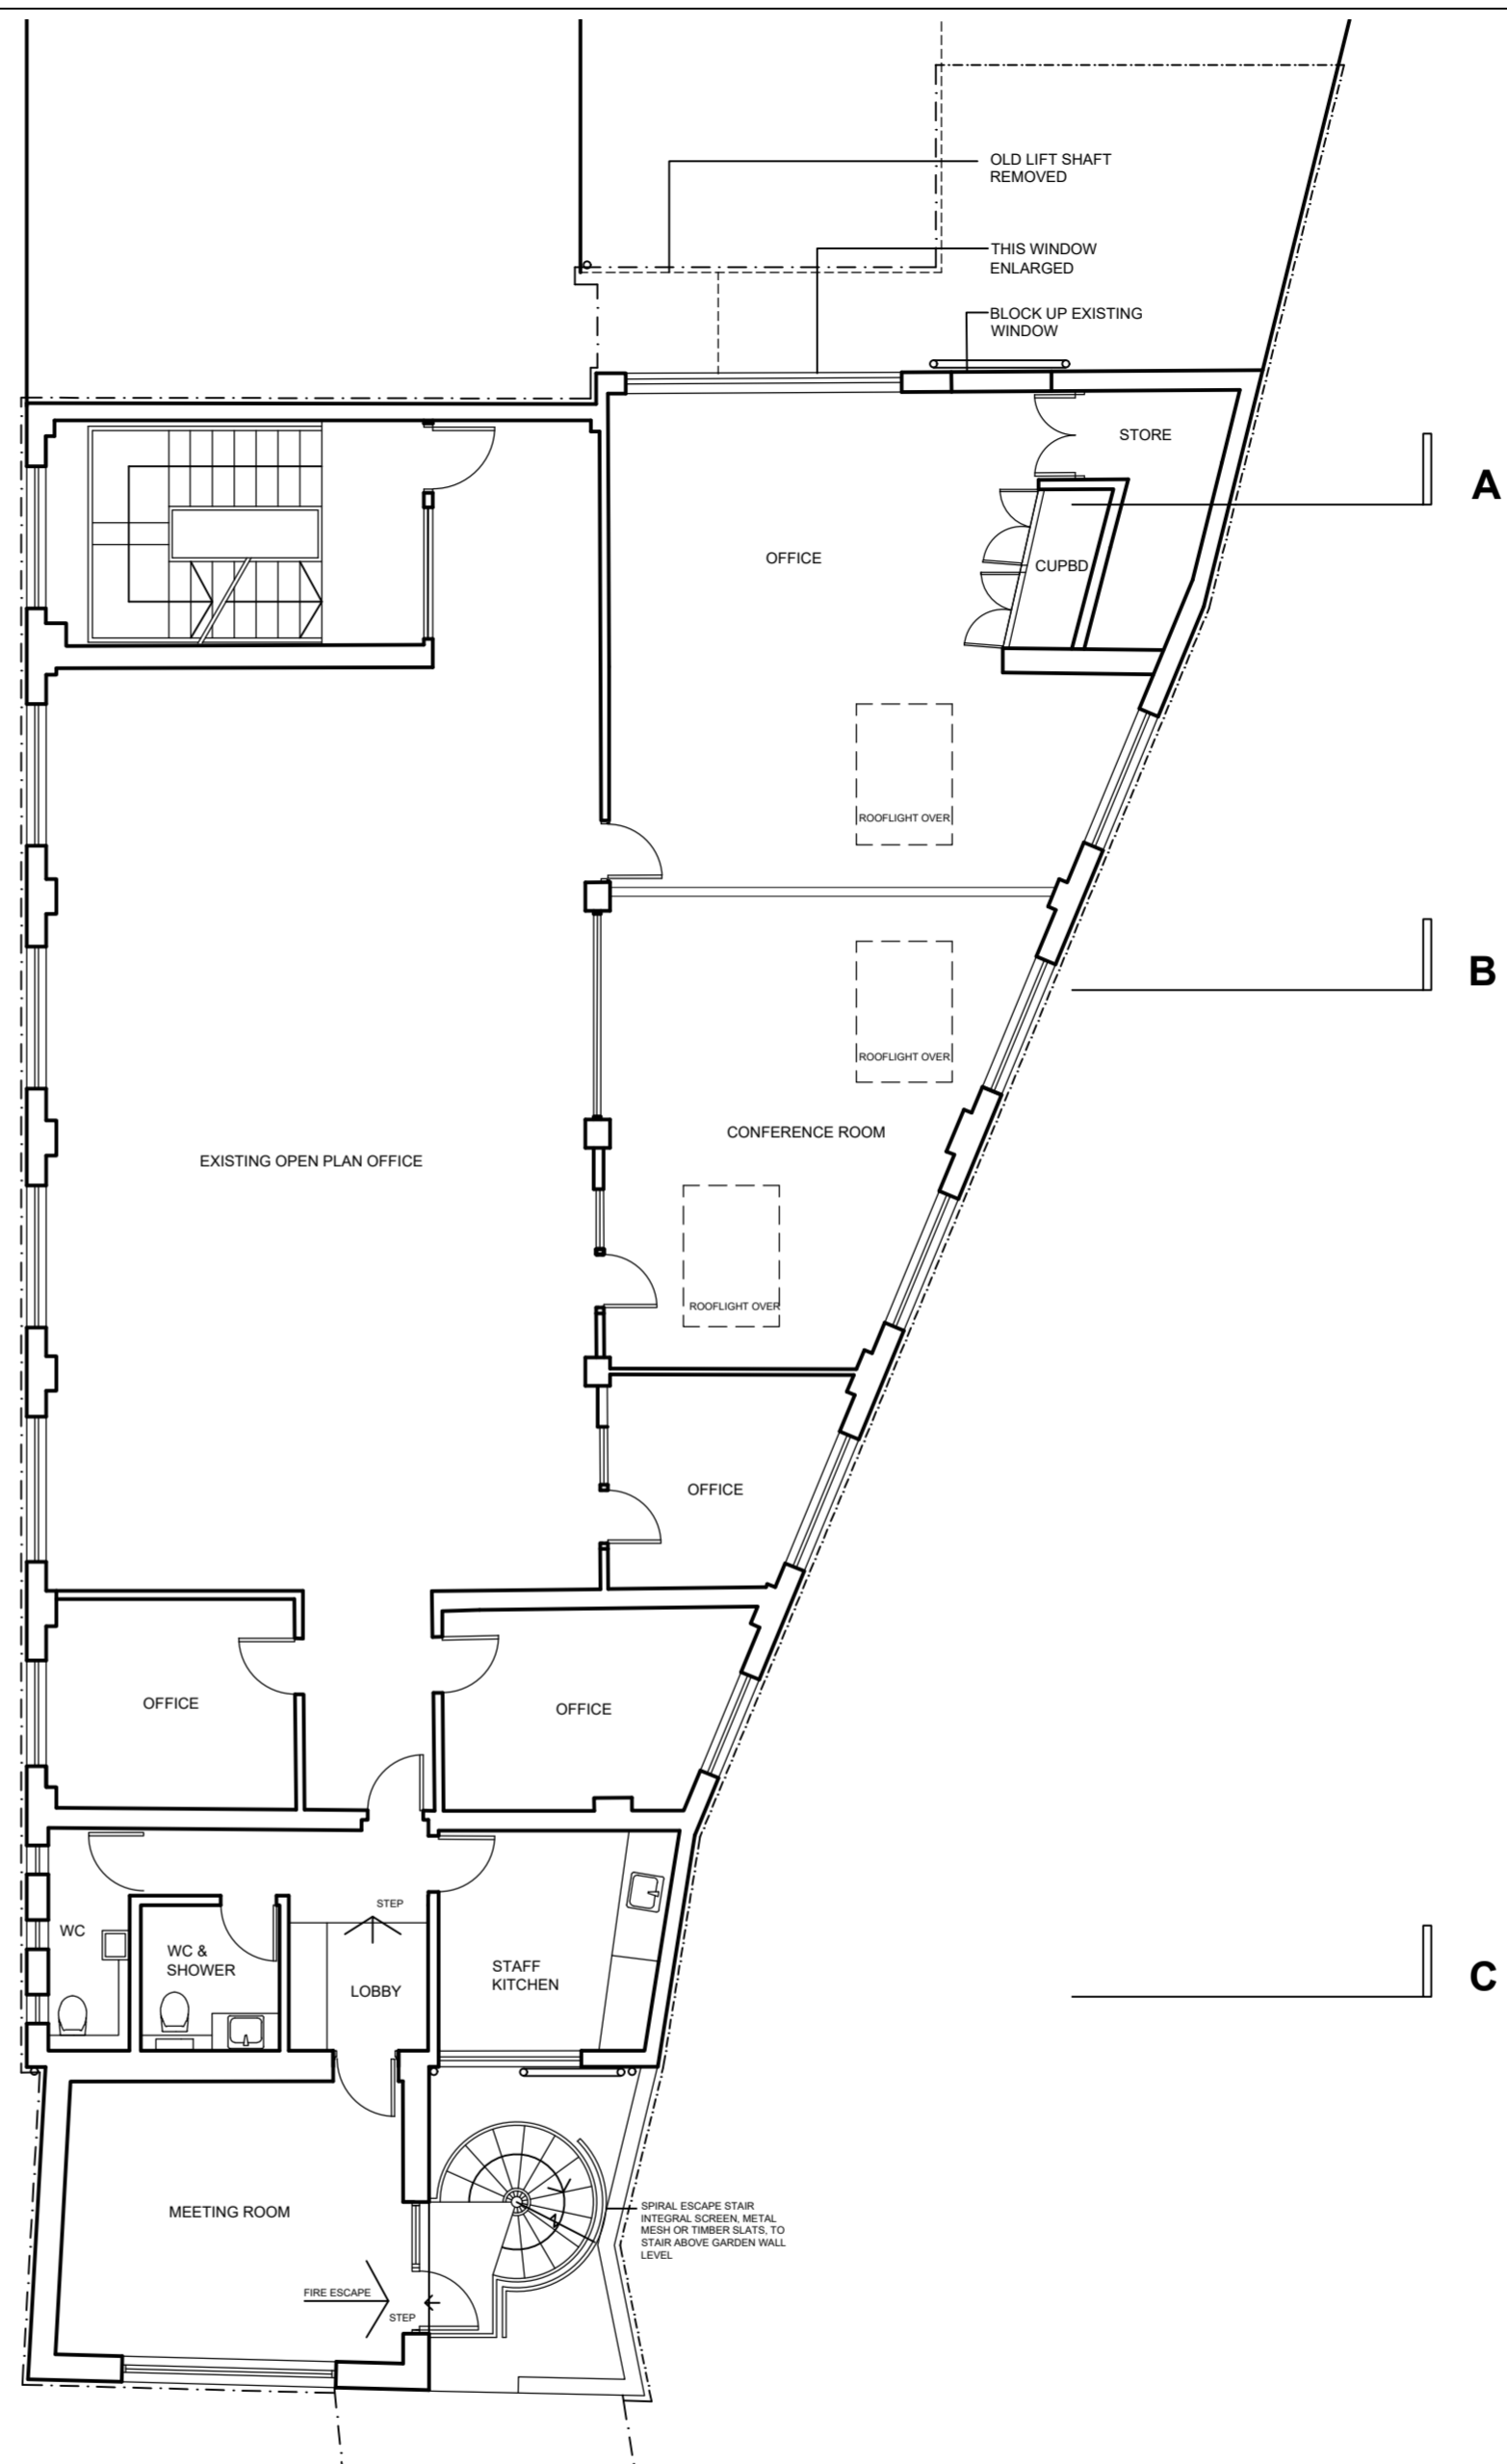 OLD LIFT SHAFT
REMOVED
THIS WINDOW
ENLARGED
BLOCK UP EXISTING
WINDOW
STORE
A
OFFICE
CUPBD
ROOFLIGHT OVER
B
ROOFLIGHT OVER
CONFERENCE ROOM
EXISTING OPEN PLAN OFFICE
ROOFLIGHT OVER
OFFICE
OFFICE
OFFICE
STEP
WC
WC &
SHOWER
STAFF
KITCHEN
LOBBY
C
MEETING ROOM
SPIRAL ESCAPE STAIR
INTEGRAL SCREEN, METAL
MESH OR TIMBER SLATS, TO
STAIR ABOVE GARDEN WALL
LEVEL
FIRE ESCAPE
STEP